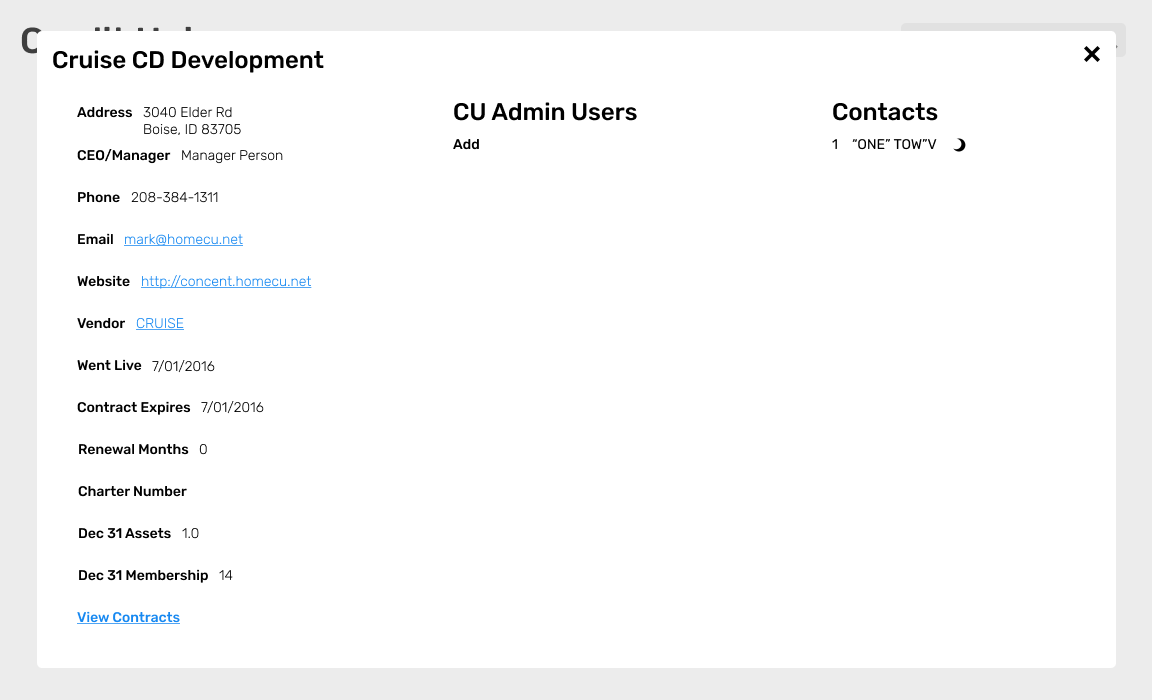 Cruise CD Development
Address 3040 Elder Rd
Boise, ID 83705
CEO/Manager Manager Person
Phone 208-384-1311
Email mark@homecu.net
Website http://concent.homecu.net
Vendor CRUISE
Went Live 7/01/2016
Contract Expires 7/01/2016
Renewal Months 0
Charter Number
Dec 31 Assets 1.0
Dec 31 Membership 14
View Contracts
CU Admin Users
Add
Contacts
1 “ONE” TOW”V